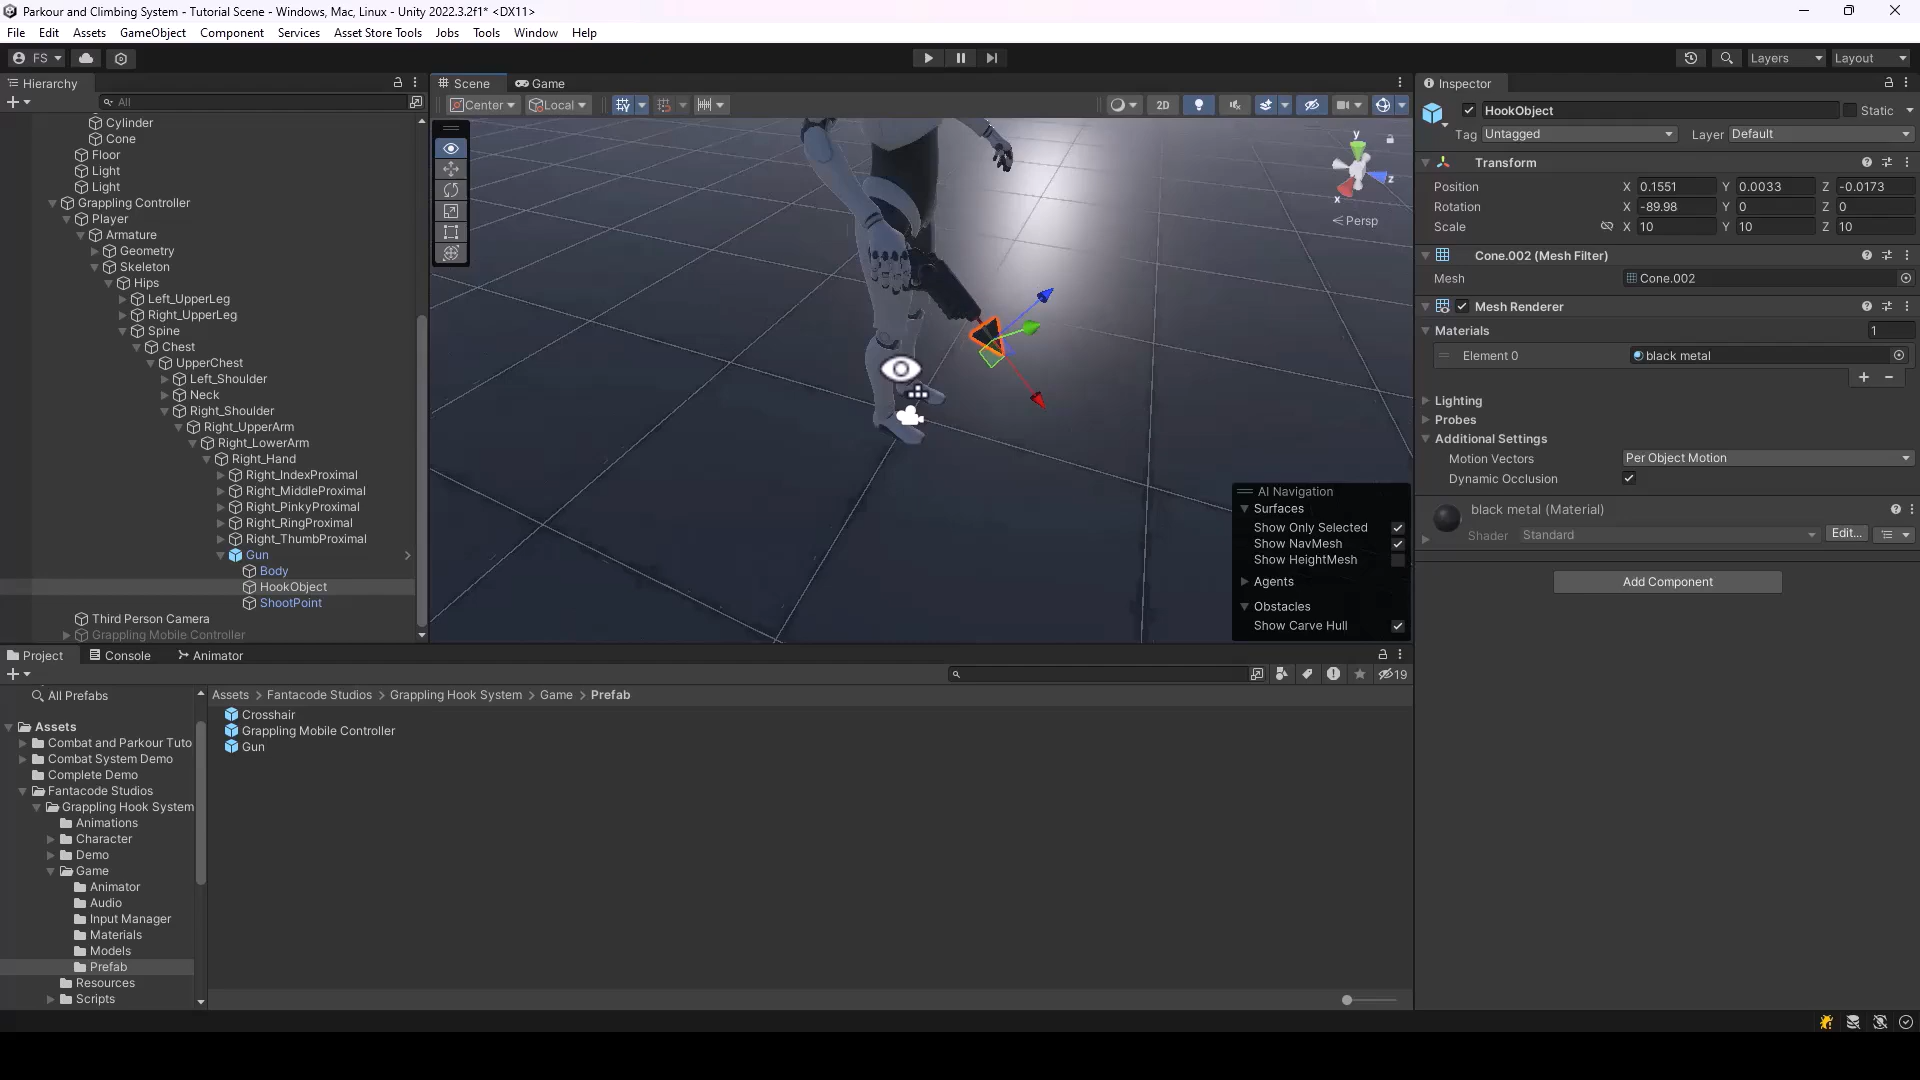 Parkour and Climbing System - Tutorial Scene - Windows, Mac, Linux - Unity 2022.3.2f1* <DX11>
File Edit Assets GameObject Component Services Asset Store Tools Jobs Tools Window Help
FS Layers Layout
Hierarchy
All
Cylinder
Cone
Floor
Light
Light
Grappling Controller
Player
Armature
Geometry
Skeleton
Hips
Left_UpperLeg
Right_UpperLeg
Spine
Chest
UpperChest
Left_Shoulder
Neck
Right_Shoulder
Right_UpperArm
Right_LowerArm
Right_Hand
Right_IndexProximal
Right_MiddleProximal
Right_PinkyProximal
Right_RingProximal
Right_ThumbProximal
Gun
Body
HookObject
ShootPoint
Third Person Camera
Grappling Mobile Controller
Scene Game
Center Local 2D
y
z
x
Persp
AI Navigation
Surfaces
Show Only Selected
Show NavMesh
Show HeightMesh
Agents
Obstacles
Show Carve Hull
Inspector
HookObject Static
Tag Untagged Layer Default
Transform
Position X 0.1551 Y 0.0033 Z -0.0173
Rotation X -89.98 Y 0 Z 0
Scale X 10 Y 10 Z 10
Cone.002 (Mesh Filter)
Mesh Cone.002
Mesh Renderer
Materials 1
Element 0 black metal
Lighting
Probes
Additional Settings
Motion Vectors Per Object Motion
Dynamic Occlusion
black metal (Material)
Shader Standard Edit...
Add Component
Project Console Animator
19
All Prefabs
Assets
Combat and Parkour Tuto
Combat System Demo
Complete Demo
Fantacode Studios
Grappling Hook System
Animations
Character
Demo
Game
Animator
Audio
Input Manager
Materials
Models
Prefab
Resources
Scripts
Assets > Fantacode Studios > Grappling Hook System > Game > Prefab
Crosshair
Grappling Mobile Controller
Gun